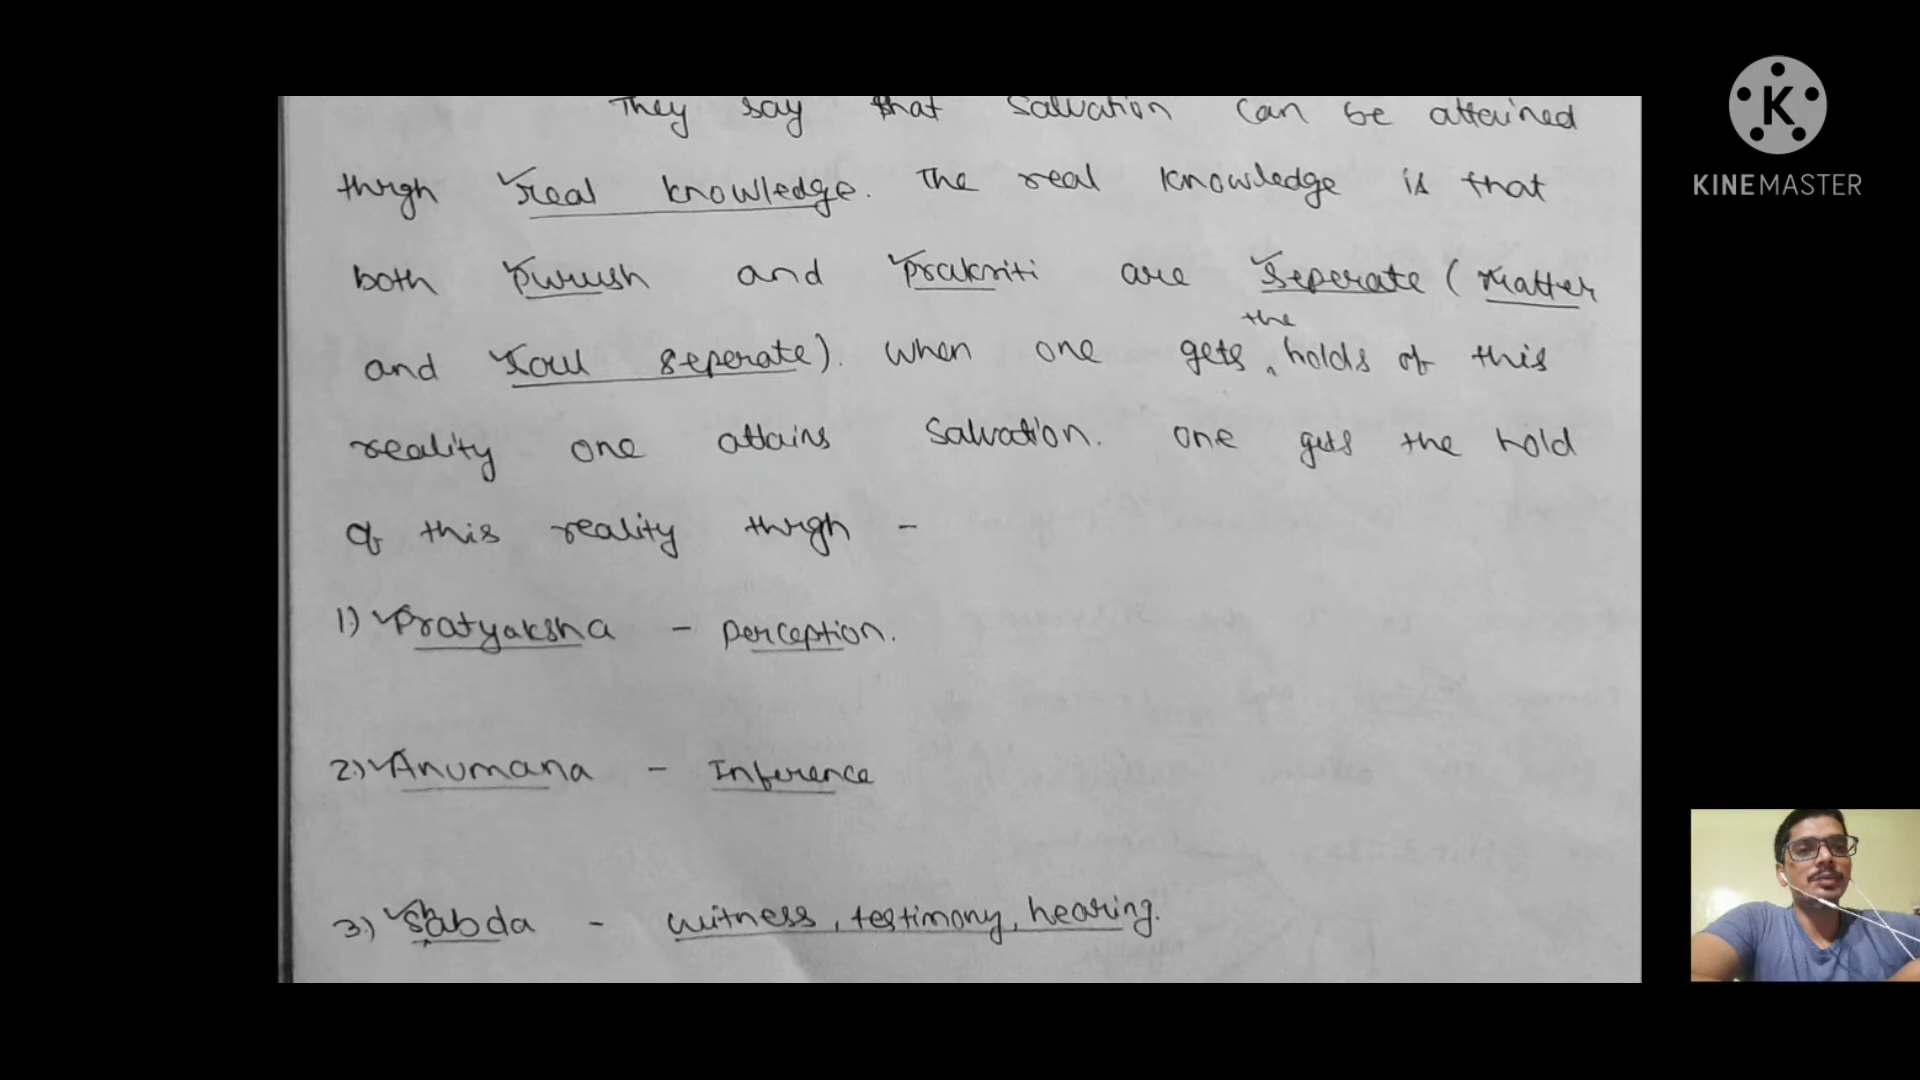 They say that salvation can be attained
thrgh real knowledge. The real knowledge is that
both Purush and Prakriti are seperate (Matter
and soul seperate). When one gets the holds of this
reality one attains salvation. One gets the hold
of this reality thrgh -
1) Pratyaksha - perception.
2) Anumana - Inference
3) Shabda - witness, testimony, hearing.
K
KINEMASTER